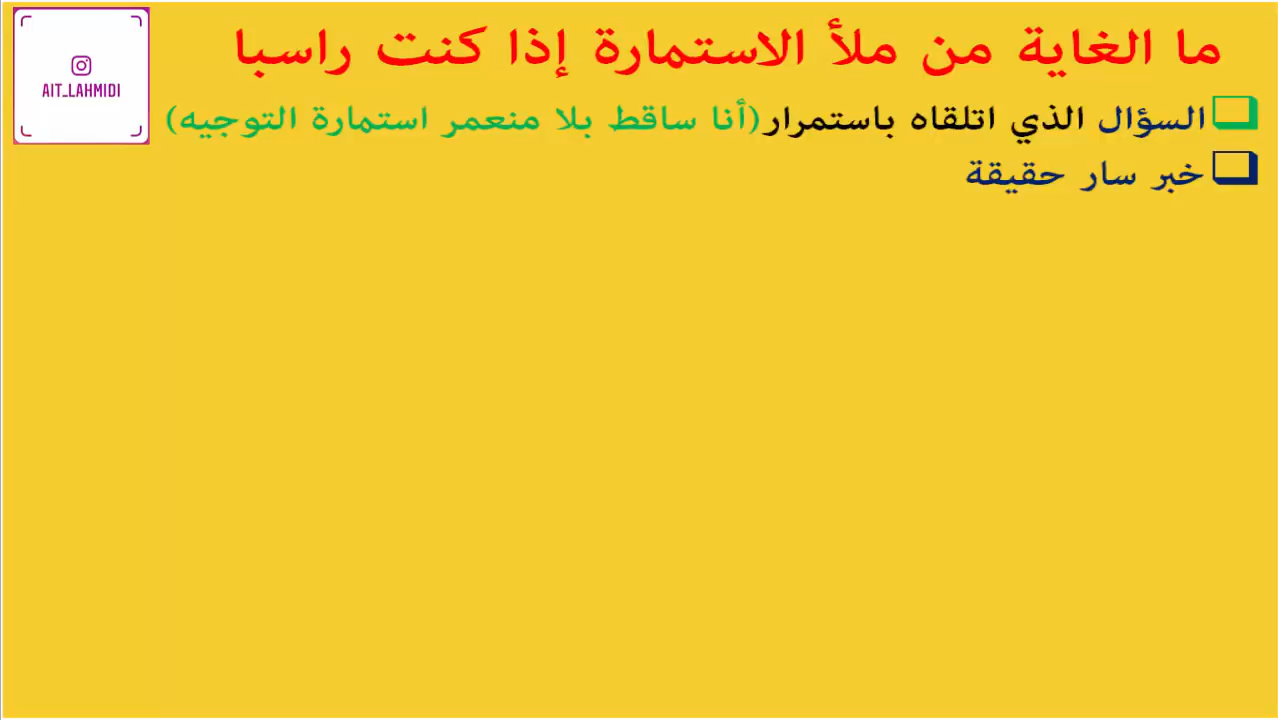 ما الغاية من ملأ الاستمارة إذا كنت راسبا
AIT_LAHMIDI
السؤال الذي اتلقاه باستمرار(أنا ساقط بلا منعمر استمارة التوجيه)
خبر سار حقيقة